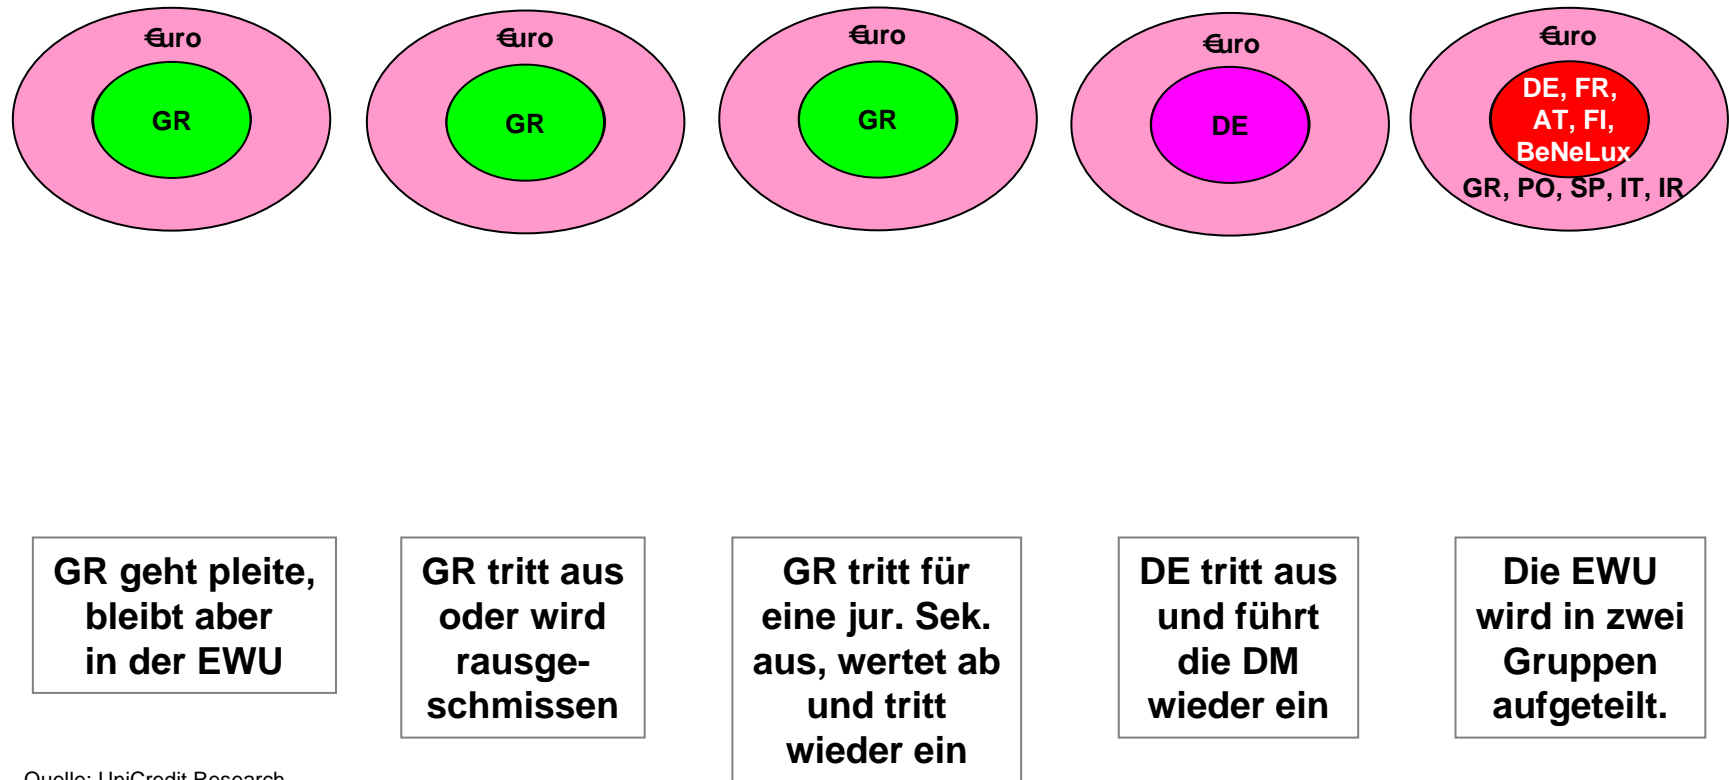 €uro
GR
€uro
GR
€uro
GR
€uro
DE
€uro
DE, FR,
AT, FI,
BeNeLux
GR, PO, SP, IT, IR
GR geht pleite,
bleibt aber
in der EWU
GR tritt aus
oder wird
rausge-
schmissen
GR tritt für
eine jur. Sek.
aus, wertet ab
und tritt
wieder ein
DE tritt aus
und führt
die DM
wieder ein
Die EWU
wird in zwei
Gruppen
aufgeteilt.
Quelle: UniCredit Research